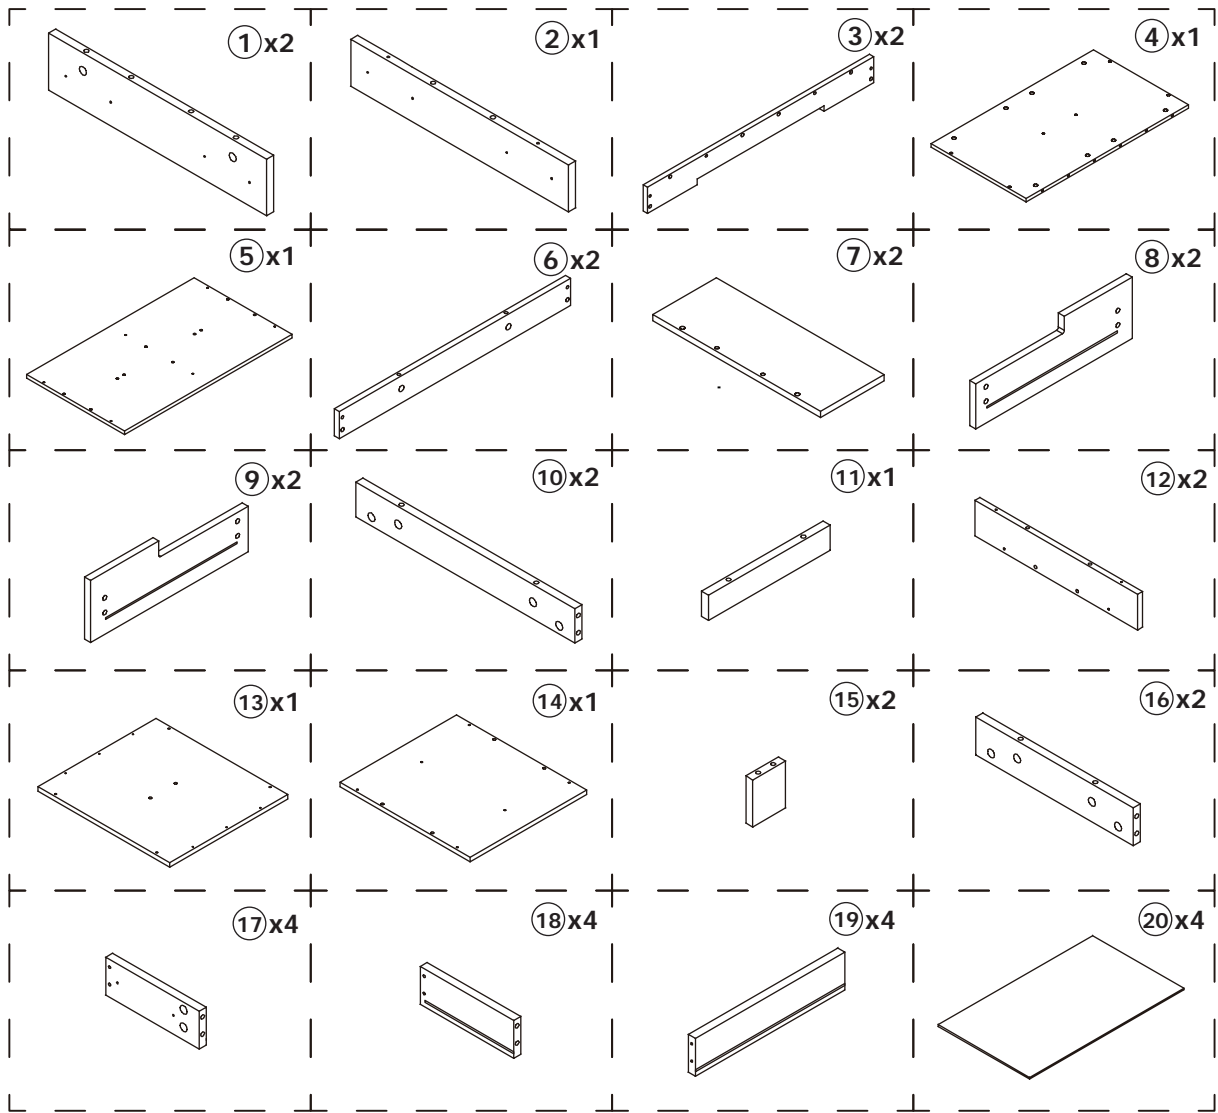 ①x2
②x1
③x2
④x1
⑤x1
⑥x2
⑦x2
⑧x2
⑨x2
⑩x2
⑪x1
⑫x2
⑬x1
⑭x1
⑮x2
⑯x2
⑰x4
⑱x4
⑲x4
⑳x4